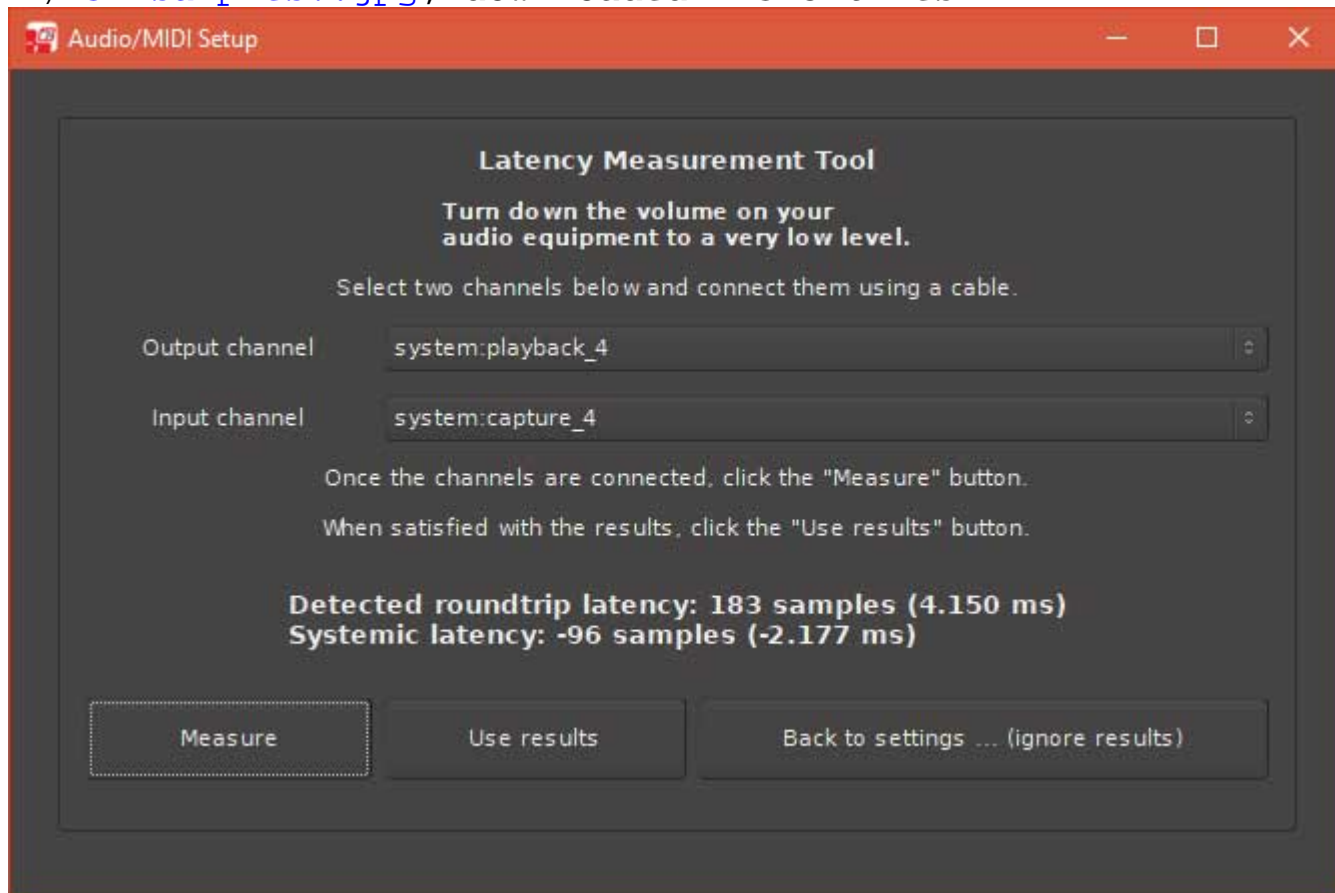 Audio/MIDI Setup
Latency Measurement Tool
Turn down the volume on your
audio equipment to a very low level.
Select two channels below and connect them using a cable.
Output channel system:playback_4
Input channel system:capture_4
Once the channels are connected, click the "Measure" button.
When satisfied with the results, click the "Use results" button.
Detected roundtrip latency: 183 samples (4.150 ms)
Systemic latency: -96 samples (-2.177 ms)
Measure Use results Back to settings ... (ignore results)